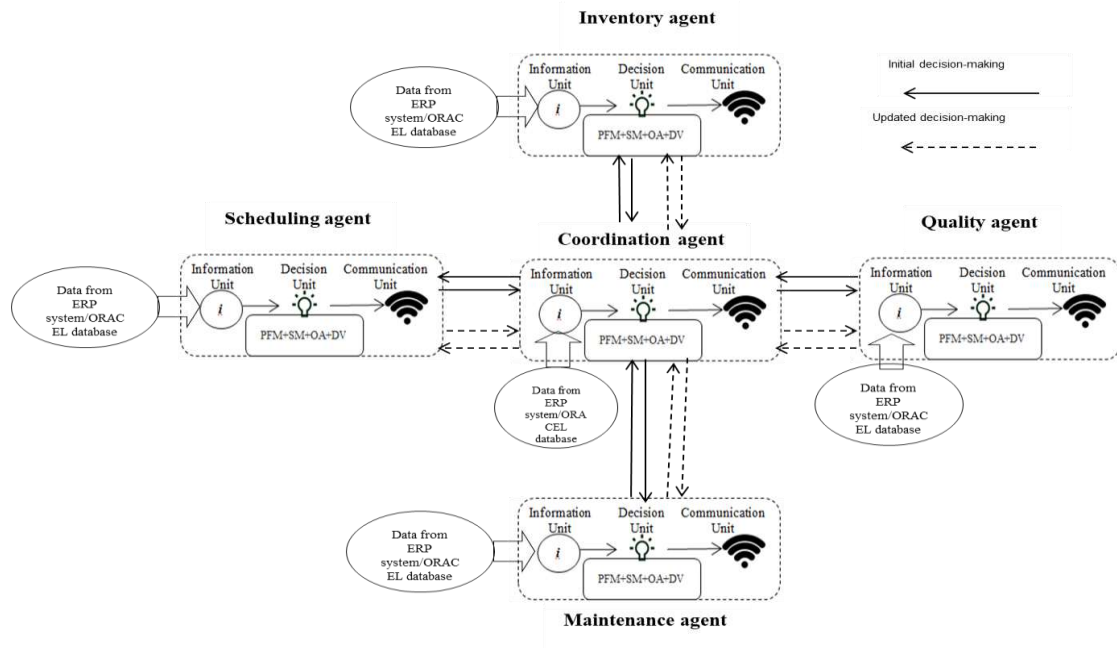 Inventory agent
Information
Unit
Decision
Unit
Communication
Unit
i
PFM+SM+OA+DV
Data from
ERP
system/ORAC
EL database
Initial decision-making
Updated decision-making
Scheduling agent
Information
Unit
Decision
Unit
Communication
Unit
i
PFM+SM+OA+DV
Data from
ERP
system/ORAC
EL database
Coordination agent
Information
Unit
Decision
Unit
Communication
Unit
i
PFM+SM+OA+DV
Data from
ERP
system/ORA
CEL
database
Quality agent
Information
Unit
Decision
Unit
Communication
Unit
i
PFM+SM+OA+DV
Data from
ERP
system/ORAC
EL database
Information
Unit
Decision
Unit
Communication
Unit
i
PFM+SM+OA+DV
Data from
ERP
system/ORAC
EL database
Maintenance agent